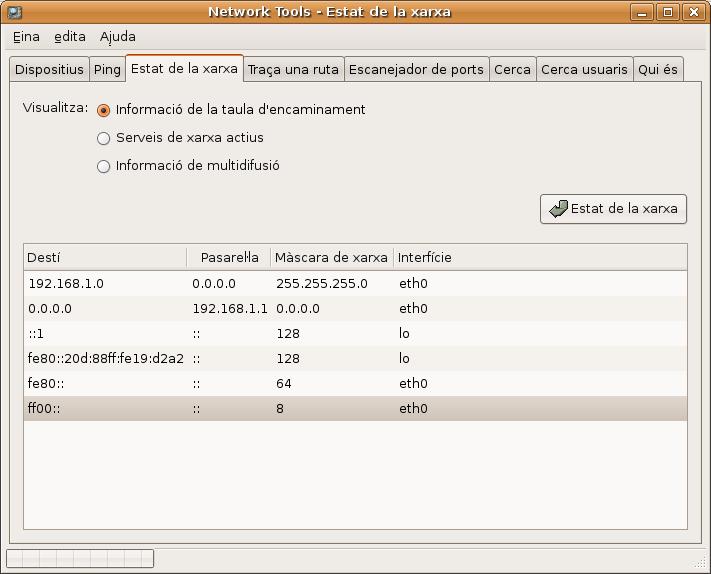 Network Tools - Estat de la xarxa
Eina edita Ajuda
Dispositius Ping Estat de la xarxa Traça una ruta Escanejador de ports Cerca Cerca usuaris Qui és
Visualitza: Informació de la taula d'encaminament
Serveis de xarxa actius
Informació de multidifusió
Estat de la xarxa
Destí Pasarel·la Màscara de xarxa Interfície
192.168.1.0 0.0.0.0 255.255.255.0 eth0
0.0.0.0 192.168.1.1 0.0.0.0 eth0
::1 :: 128 lo
fe80::20d:88ff:fe19:d2a2 :: 128 lo
fe80:: :: 64 eth0
ff00:: :: 8 eth0